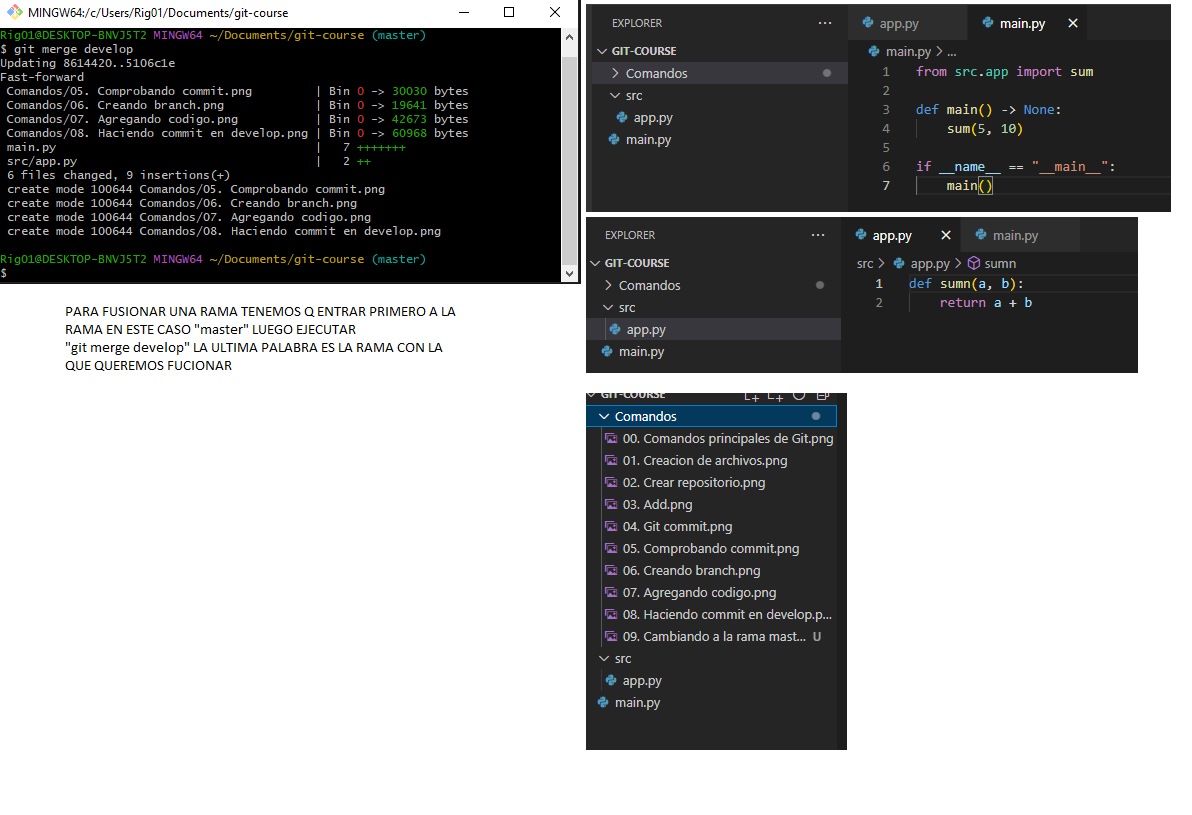 MINGW64:/c/Users/Rig01/Documents/git-course
Rig01@DESKTOP-BNVJ5T2 MINGW64 ~/Documents/git-course (master)
$ git merge develop
Updating 8614420..5106c1e
Fast-forward
Comandos/05. Comprobando commit.png | Bin 0 -> 30030 bytes
Comandos/06. Creando branch.png | Bin 0 -> 19641 bytes
Comandos/07. Agregando codigo.png | Bin 0 -> 42673 bytes
Comandos/08. Haciendo commit en develop.png | Bin 0 -> 60968 bytes
main.py | 7 +++++++
src/app.py | 2 ++
6 files changed, 9 insertions(+)
create mode 100644 Comandos/05. Comprobando commit.png
create mode 100644 Comandos/06. Creando branch.png
create mode 100644 Comandos/07. Agregando codigo.png
create mode 100644 Comandos/08. Haciendo commit en develop.png
Rig01@DESKTOP-BNVJ5T2 MINGW64 ~/Documents/git-course (master)
$
PARA FUSIONAR UNA RAMA TENEMOS Q ENTRAR PRIMERO A LA
RAMA EN ESTE CASO "master" LUEGO EJECUTAR
"git merge develop" LA ULTIMA PALABRA ES LA RAMA CON LA
QUE QUEREMOS FUCIONAR
EXPLORER ...
GIT-COURSE
Comandos
src
app.py
main.py
app.py main.py
main.py > ...
1 from src.app import sum
2
3 def main() -> None:
4 sum(5, 10)
5
6 if __name__ == "__main__":
7 main()
EXPLORER ...
GIT-COURSE
Comandos
src
app.py
main.py
app.py main.py
src > app.py > sumn
1 def sumn(a, b):
2 return a + b
GIT-COURSE
Comandos
00. Comandos principales de Git.png
01. Creacion de archivos.png
02. Crear repositorio.png
03. Add.png
04. Git commit.png
05. Comprobando commit.png
06. Creando branch.png
07. Agregando codigo.png
08. Haciendo commit en develop.p...
09. Cambiando a la rama mast... U
src
app.py
main.py